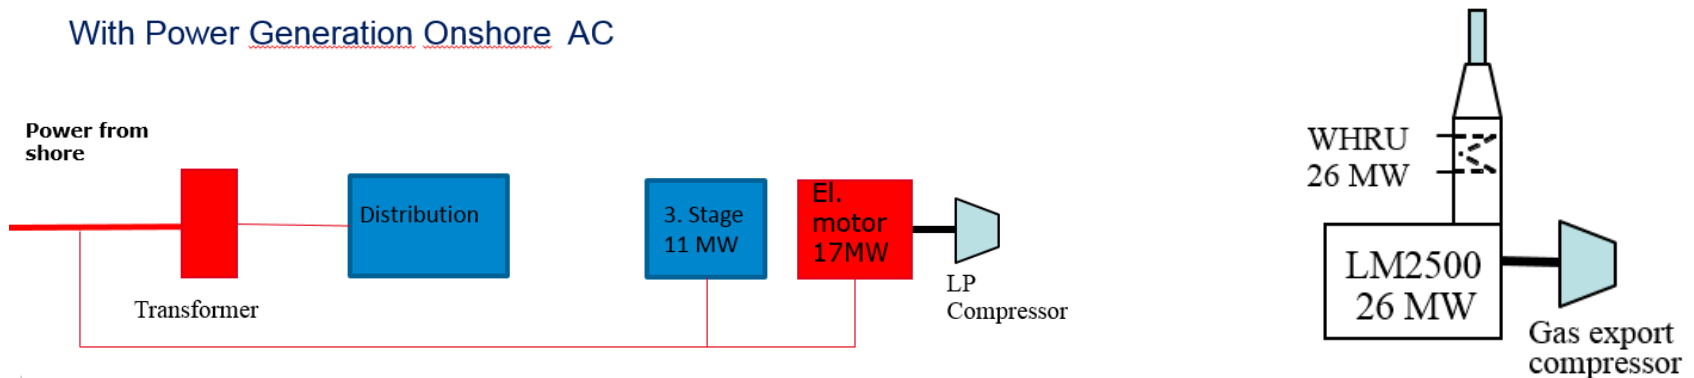 With Power Generation Onshore AC
Power from
shore
Transformer
Distribution
3. Stage
11 MW
El.
motor
17MW
LP
Compressor
WHRU
26 MW
LM2500
26 MW
Gas export
compressor